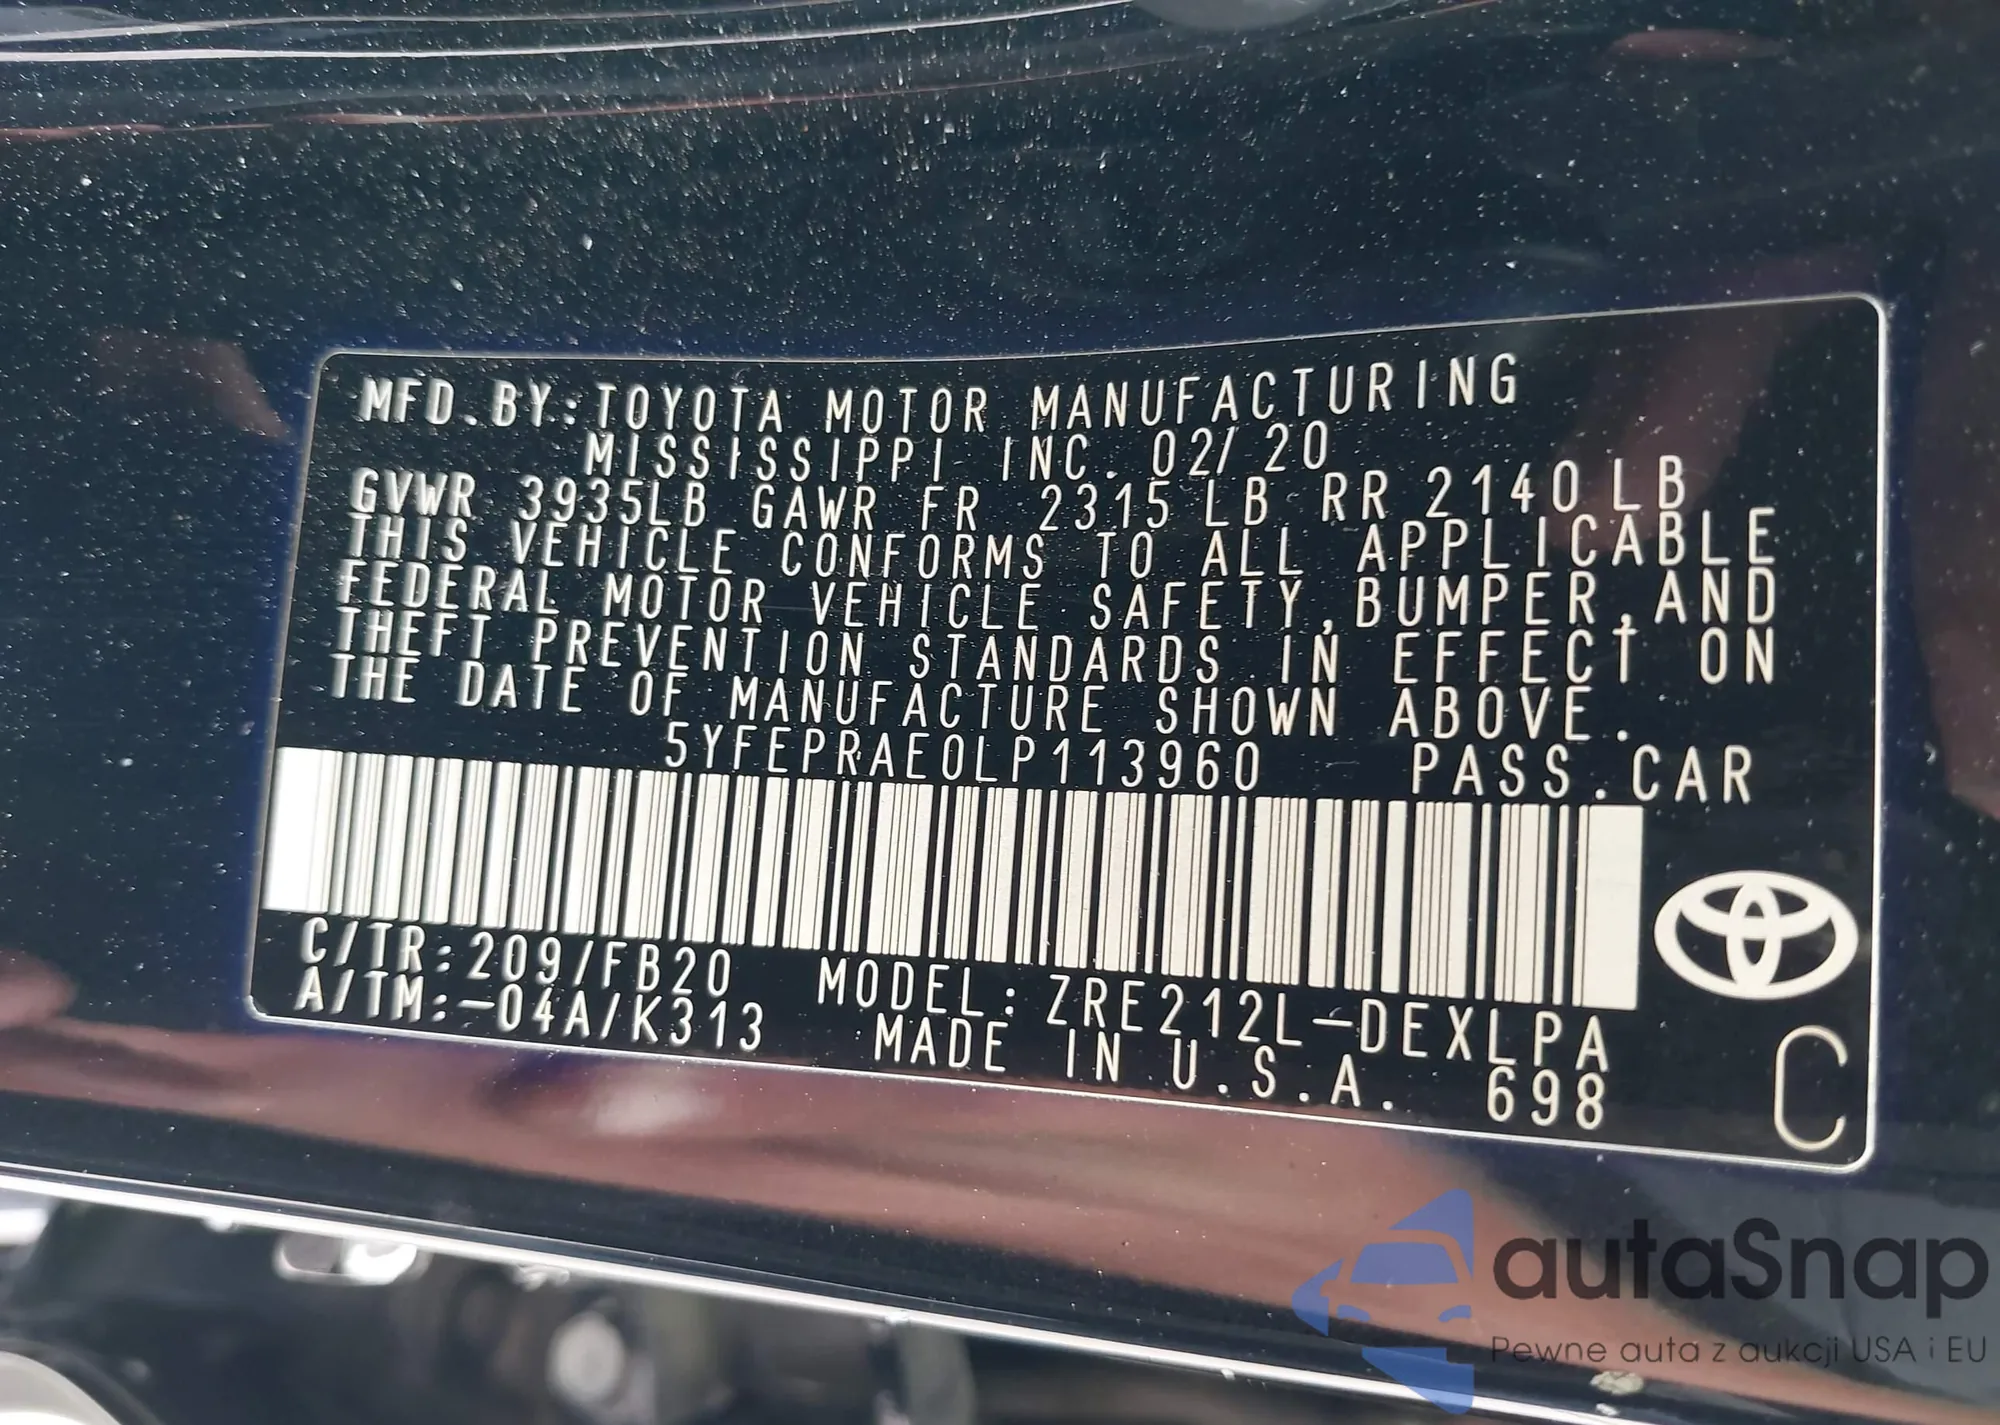 MFD.BY:TOYOTA MOTOR MANUFACTURING
MISSISSIPPI INC. 02/20
GVWR 3935LB GAWR FR 2315LB RR 2140LB
THIS VEHICLE CONFORMS TO ALL APPLICABLE
FEDERAL MOTOR VEHICLE SAFETY,BUMPER,AND
THEFT PREVENTION STANDARDS IN EFFECT ON
THE DATE OF MANUFACTURE SHOWN ABOVE.
5YFEPRAE0LP113960 PASS.CAR
C/TR:209/FB20 MODEL:ZRE212L-DEXLPA
A/TM:-04A/K313 MADE IN U.S.A. 698
C
autaSnap
Pewne auta z aukcji USA i EU